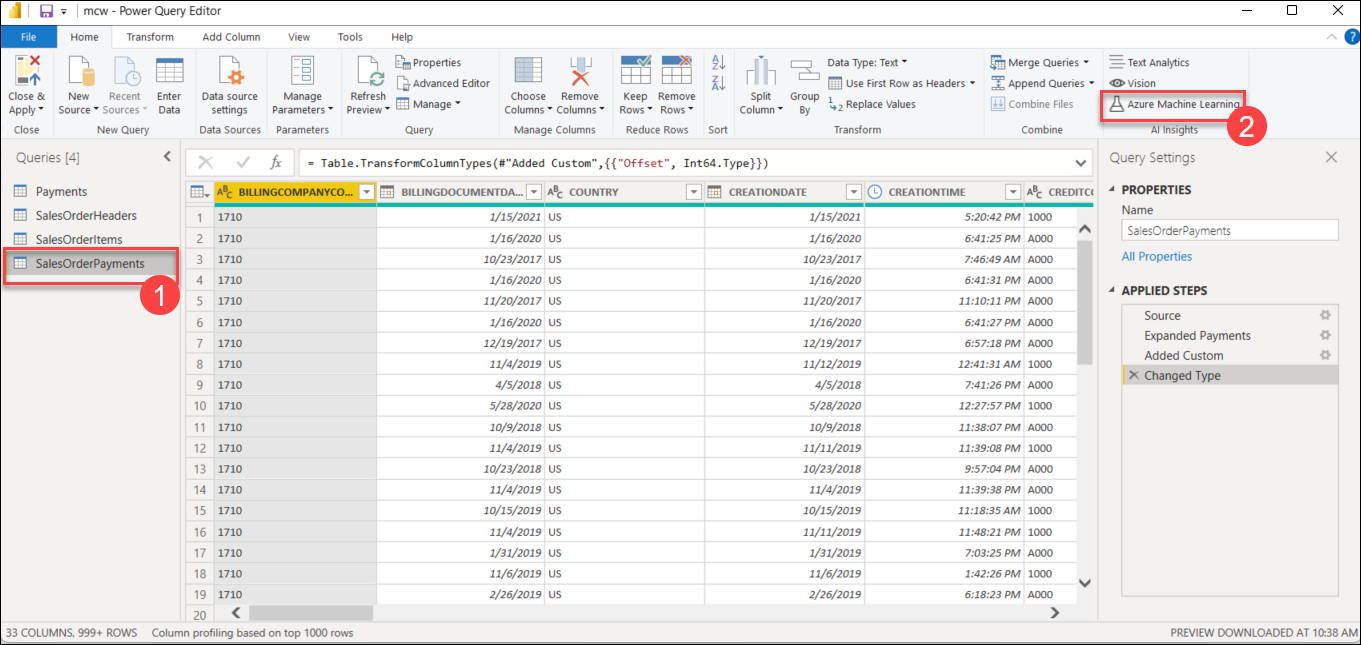 mcw - Power Query Editor
File Home Transform Add Column View Tools Help ?
Close & Apply
New Source
Recent Sources
Enter Data
Data source settings
Manage Parameters
Refresh Preview
Properties
Advanced Editor
Manage
Choose Columns
Remove Columns
Keep Rows
Remove Rows
A Z
Z A
Split Column
Group By
Data Type: Text
Use First Row as Headers
1 2 Replace Values
Merge Queries
Append Queries
Combine Files
Text Analytics
Vision
Azure Machine Learning
2
Close New Query Data Sources Parameters Query Manage Columns Reduce Rows Sort Transform Combine AI Insights
Queries [4]
Payments
SalesOrderHeaders
SalesOrderItems
SalesOrderPayments
1
fx = Table.TransformColumnTypes(#"Added Custom",{{"Offset", Int64.Type}})
ABC BILLINGCOMPANYCO... BILLINGDOCUMENTDA... ABC COUNTRY CREATIONDATE CREATIONTIME ABC CREDITCO
1 1710 1/15/2021 US 1/15/2021 5:20:42 PM 1000
2 1710 1/16/2020 US 1/16/2020 6:41:25 PM A000
3 1710 10/23/2017 US 10/23/2017 7:46:49 AM A000
4 1710 1/16/2020 US 1/16/2020 6:41:31 PM A000
5 1710 11/20/2017 US 11/20/2017 11:10:11 PM A000
6 1710 1/16/2020 US 1/16/2020 6:41:27 PM A000
7 1710 12/19/2017 US 12/19/2017 6:57:18 PM A000
8 1710 11/4/2019 US 11/12/2019 12:41:31 AM 1000
9 1710 4/5/2018 US 4/5/2018 7:41:26 PM A000
10 1710 5/28/2020 US 5/28/2020 12:27:57 PM 1000
11 1710 10/9/2018 US 10/9/2018 11:38:07 PM A000
12 1710 11/4/2019 US 11/11/2019 11:39:08 PM 1000
13 1710 10/23/2018 US 10/23/2018 9:57:04 PM A000
14 1710 11/4/2019 US 11/4/2019 11:39:38 PM A000
15 1710 10/15/2019 US 10/15/2019 11:18:35 AM 1000
16 1710 11/4/2019 US 11/11/2019 11:48:21 PM 1000
17 1710 1/31/2019 US 1/31/2019 7:03:25 PM A000
18 1710 11/6/2019 US 11/6/2019 1:42:26 PM 1000
19 1710 2/26/2019 US 2/26/2019 6:18:23 PM A000
20
Query Settings
PROPERTIES
Name
SalesOrderPayments
All Properties
APPLIED STEPS
Source
Expanded Payments
Added Custom
Changed Type
33 COLUMNS, 999+ ROWS Column profiling based on top 1000 rows PREVIEW DOWNLOADED AT 10:38 AM